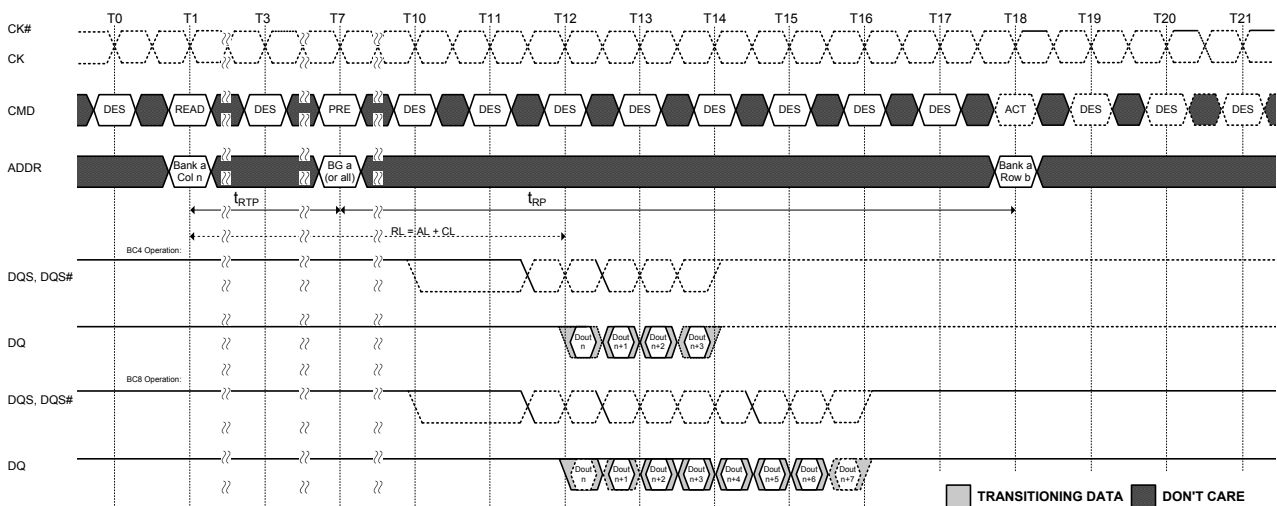 T0 T1 T3 T7 T10 T11 T12 T13 T14 T15 T16 T17 T18 T19 T20 T21
CK#
CK
CMD DES READ DES PRE DES DES DES DES DES DES DES DES ACT DES DES DES
ADDR
Bank a
Col n
BG a
(or all)
Bank a
Row b
tRTP
tRP
RL = AL + CL
BC4 Operation:
DQS, DQS#
DQ
Dout
n
Dout
n+1
Dout
n+2
Dout
n+3
BC8 Operation:
DQS, DQS#
DQ
Dout
n
Dout
n+1
Dout
n+2
Dout
n+3
Dout
n+4
Dout
n+5
Dout
n+6
Dout
n+7
TRANSITIONING DATA
DON'T CARE